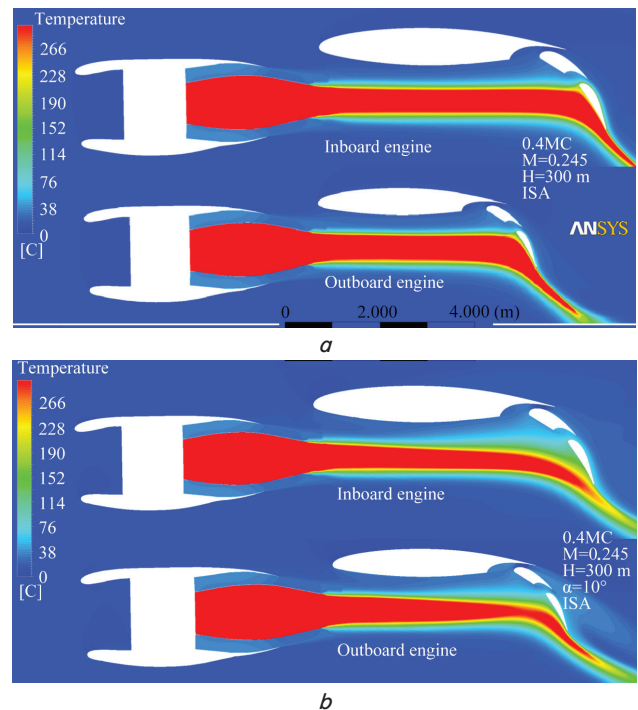 Temperature
266
228
190
152
114
76
38
0
[C]
Inboard engine
0.4MC
M=0.245
H=300 m
ISA
ANSYS
Outboard engine
0 2.000 4.000 (m)
a
Temperature
266
228
190
152
114
76
38
0
[C]
Inboard engine
0.4MC
M=0.245
H=300 m
α=10°
ISA
Outboard engine
b